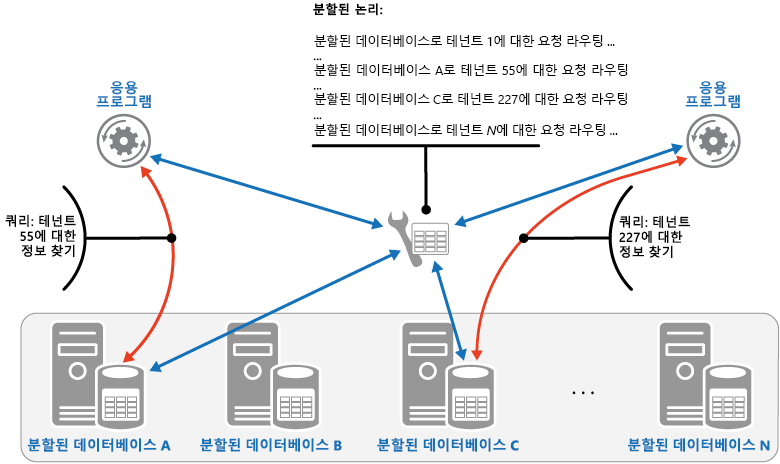 분할된 논리:
분할된 데이터베이스로 테넌트 1에 대한 요청 라우팅 ...
...
분할된 데이터베이스 A로 테넌트 55에 대한 요청 라우팅
...
분할된 데이터베이스 C로 테넌트 227에 대한 요청 라우팅
...
분할된 데이터베이스로 테넌트 N에 대한 요청 라우팅 ...
응용
프로그램
응용
프로그램
쿼리: 테넌트
55에 대한
정보 찾기
쿼리: 테넌트
227에 대한
정보 찾기
...
분할된 데이터베이스 A
분할된 데이터베이스 B
분할된 데이터베이스 C
분할된 데이터베이스 N